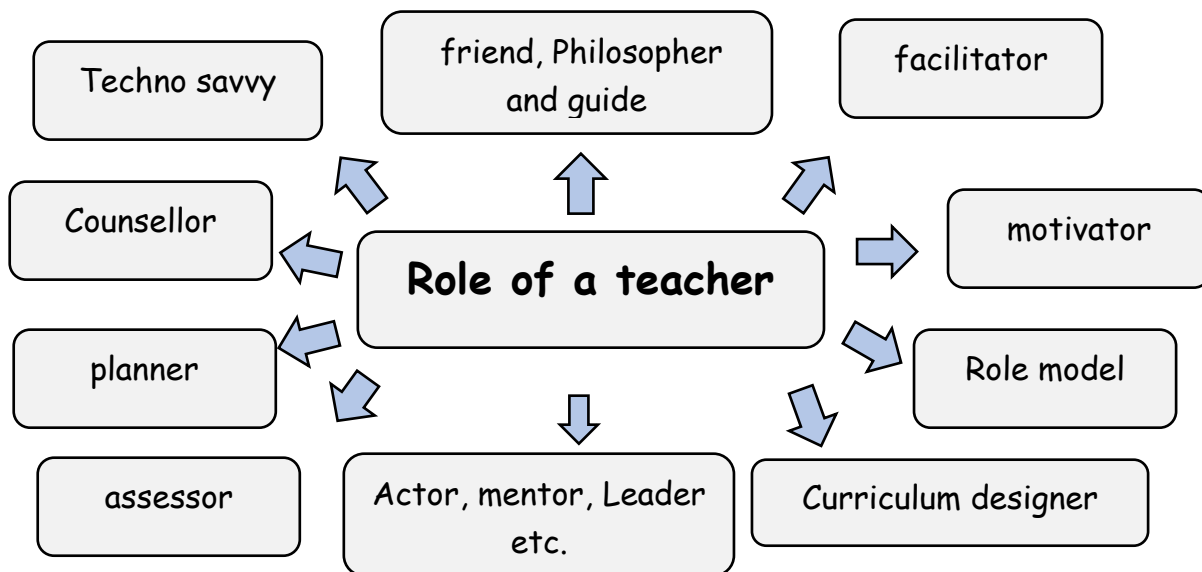 Techno savvy
friend, Philosopher
and guide
facilitator
Counsellor
motivator
Role of a teacher
planner
Role model
assessor
Actor, mentor, Leader
etc.
Curriculum designer